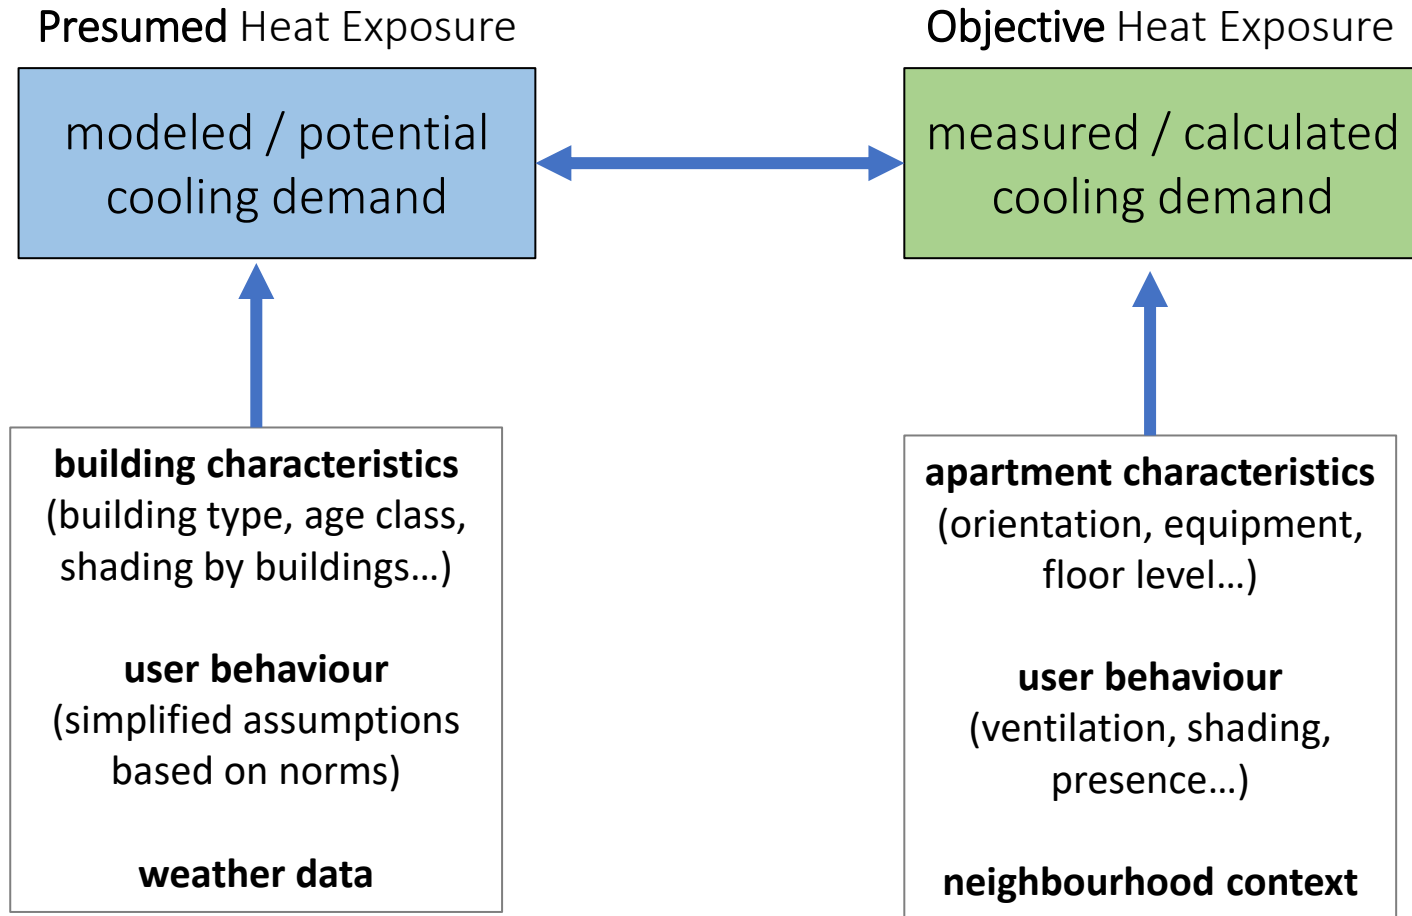 Presumed Heat Exposure
modeled / potential
cooling demand
building characteristics
(building type, age class,
shading by buildings…)
user behaviour
(simplified assumptions
based on norms)
weather data
Objective Heat Exposure
measured / calculated
cooling demand
apartment characteristics
(orientation, equipment,
floor level…)
user behaviour
(ventilation, shading,
presence…)
neighbourhood context